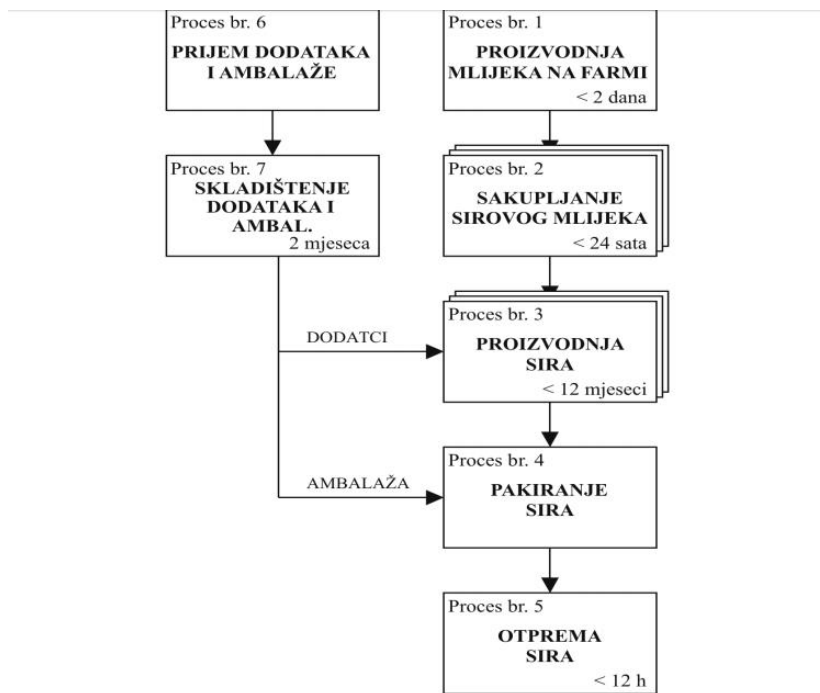 Proces br. 6
PRIJEM DODATAKA
I AMBALAŽE
Proces br. 1
PROIZVODNJA
MLIJEKA NA FARMI
< 2 dana
Proces br. 7
SKLADIŠTENJE
DODATAKA I
AMBAL.
2 mjeseca
Proces br. 2
SAKUPLJANJE
SIROVOG MLIJEKA
< 24 sata
DODATCI
Proces br. 3
PROIZVODNJA
SIRA
< 12 mjeseci
AMBALAŽA
Proces br. 4
PAKIRANJE
SIRA
Proces br. 5
OTPREMA
SIRA
< 12 h